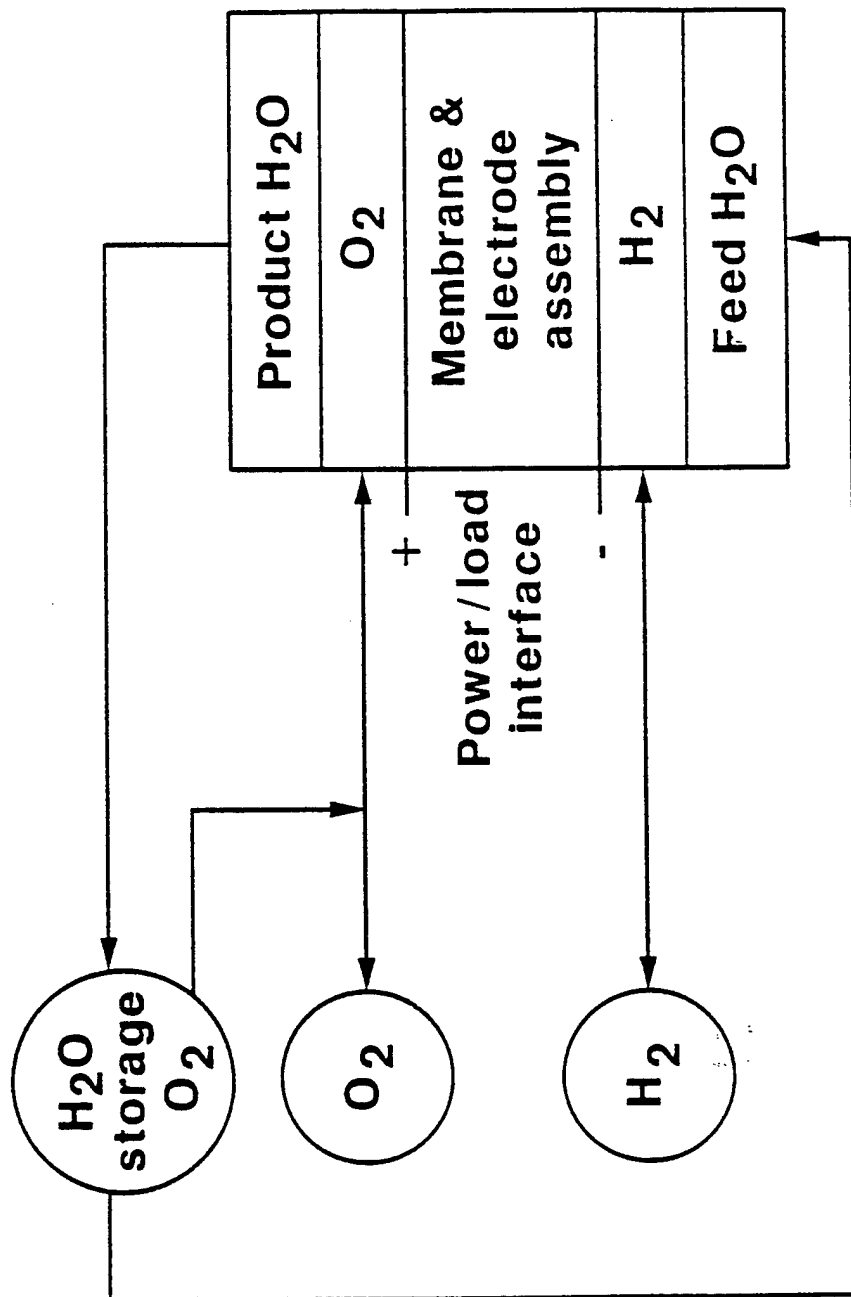 H2O
storage
O2
O2
H2
Product H2O
O2
+
Membrane &
electrode
assembly
-
Power/load
interface
H2
Feed H2O